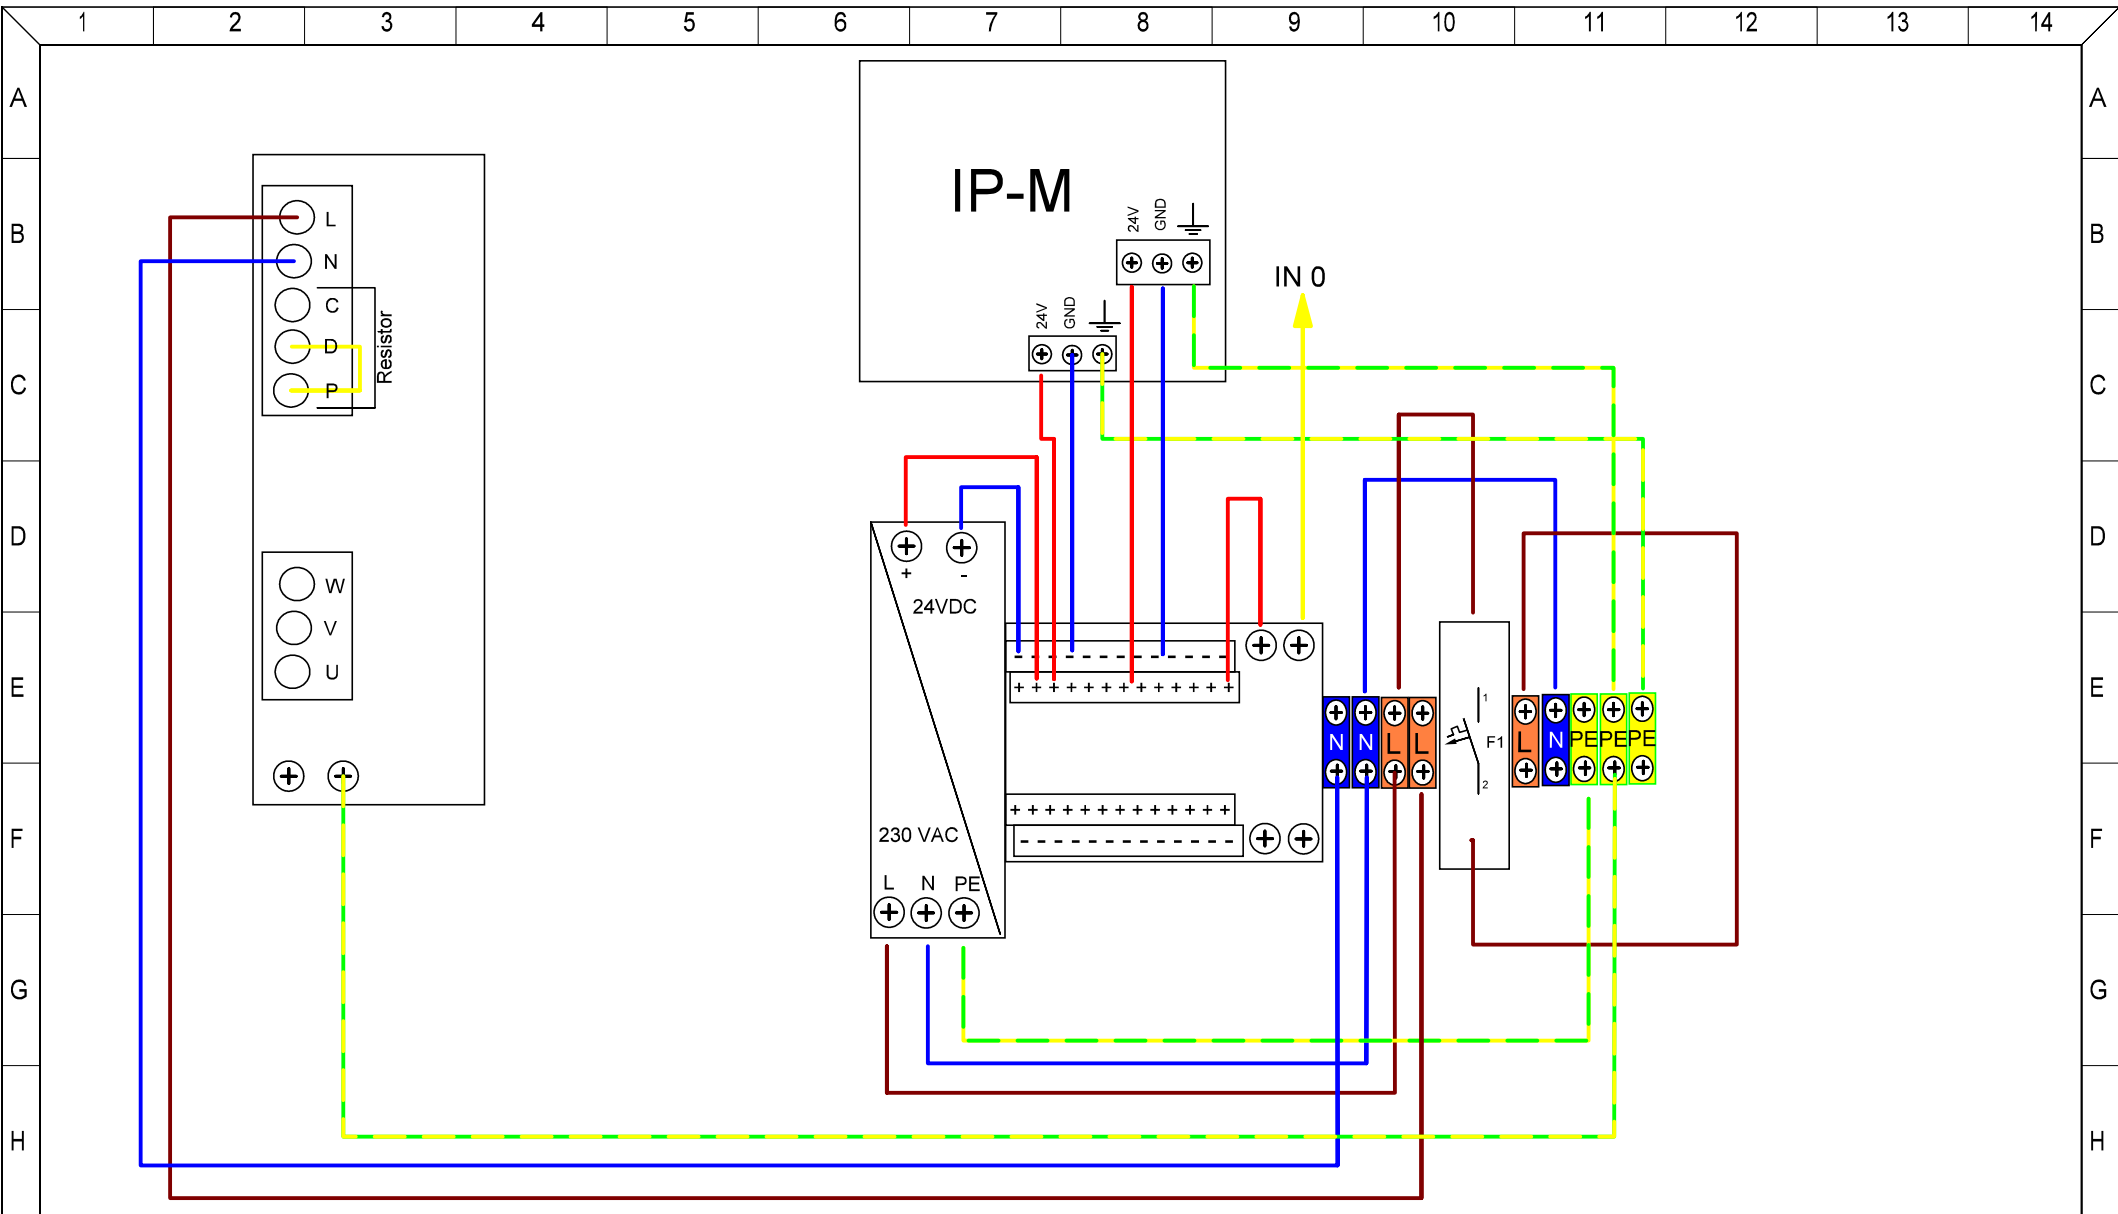 1 2 3 4 5 6 7 8 9 10 11 12 13 14
A A
IP-M
B B
L
N
C
D
P
Resistor
24V GND
24V GND
IN 0
C C
D D
+ -
24VDC
W
V
U
E E
- - - - - - - - - - - - -
+ + + + + + + + + + + + +
N N L L
1
F1
2
L N PE PE PE
+ + + + + + + + + + + + +
- - - - - - - - - - - - -
F F
230 VAC
L N PE
G G
H H